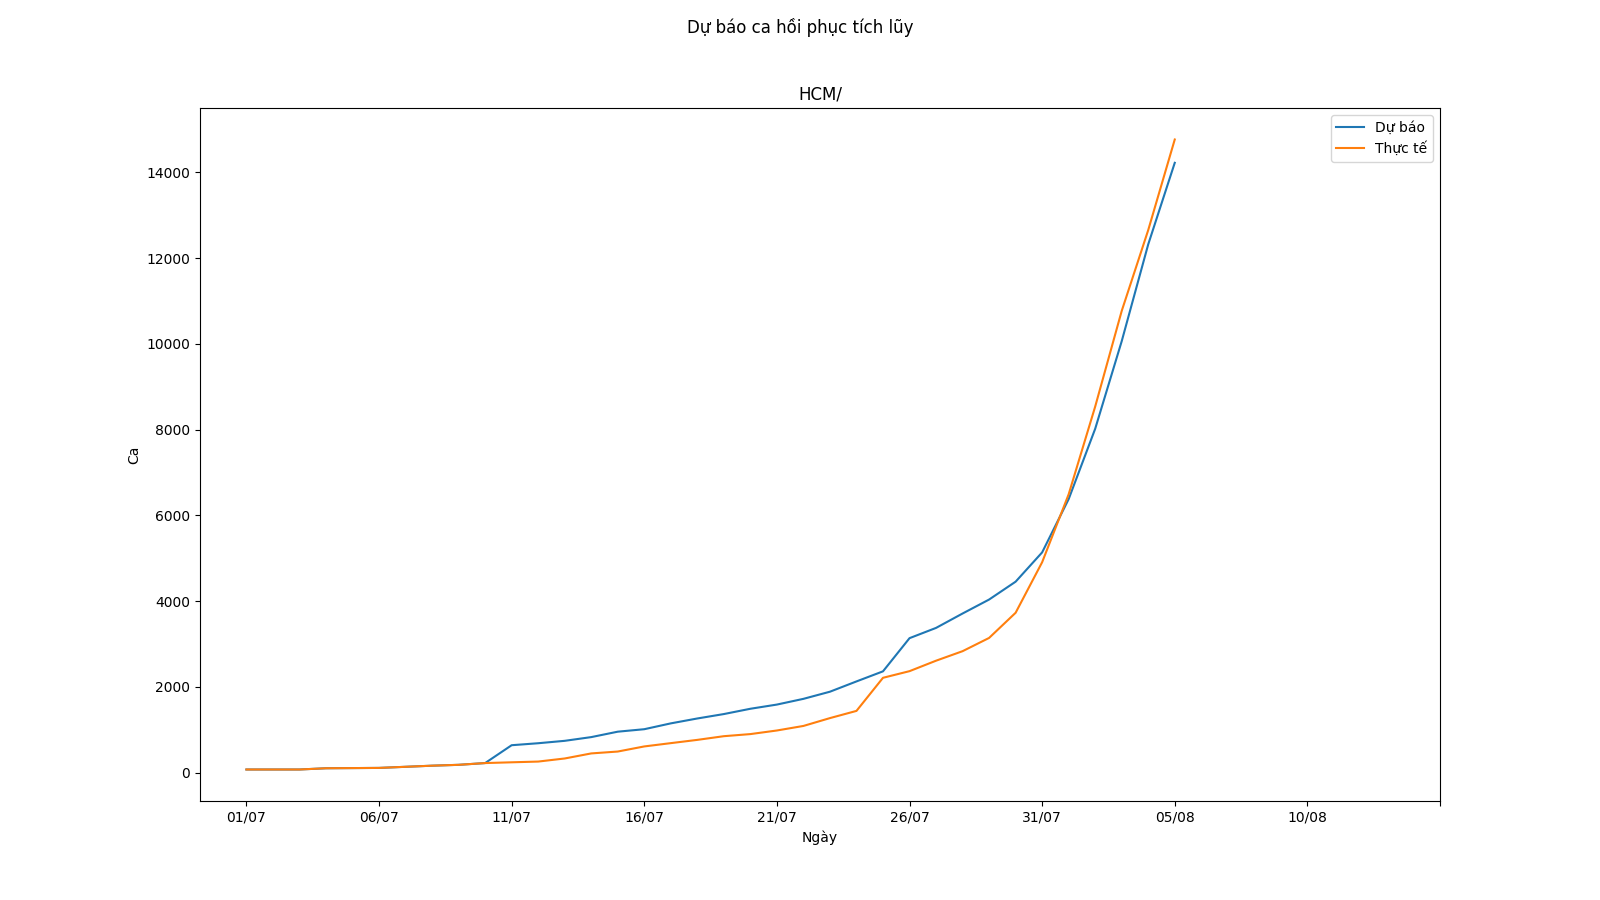 Dự báo ca hồi phục tích lũy
HCM/
Dự báo
Thực tế
14000
12000
10000
8000
6000
4000
2000
0
Ca
01/07 06/07 11/07 16/07 21/07 26/07 31/07 05/08 10/08
Ngày